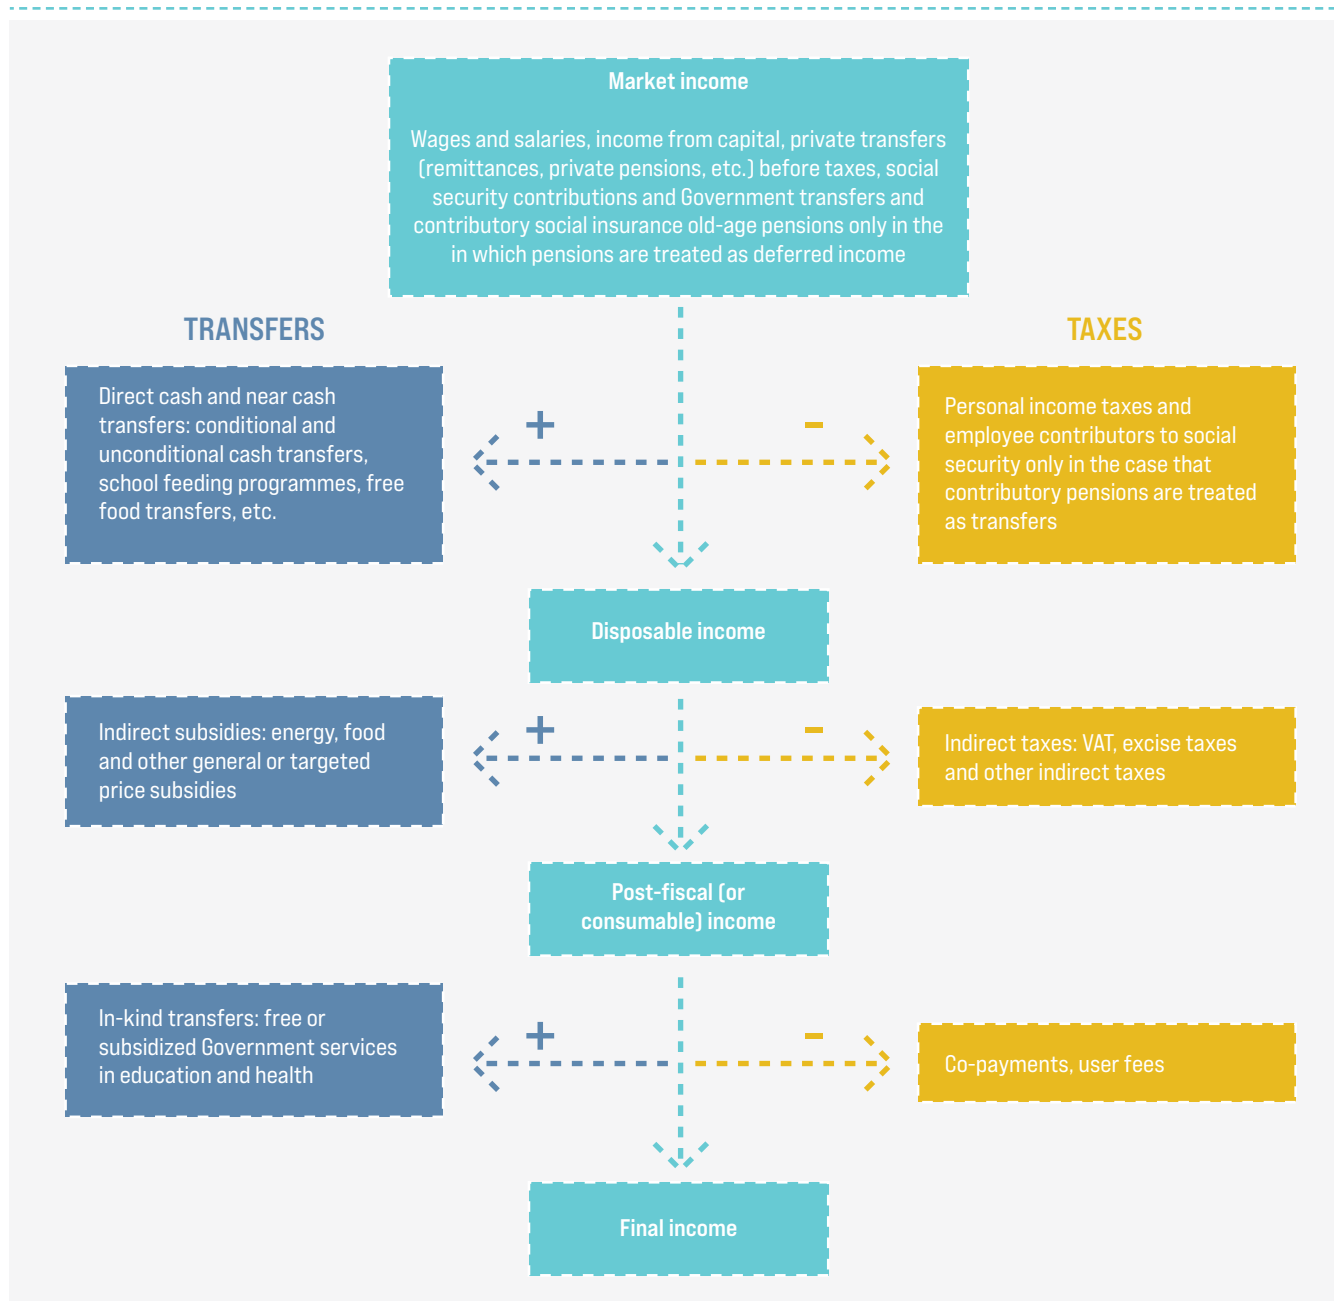 Market income
Wages and salaries, income from capital, private transfers
(remittances, private pensions, etc.) before taxes, social
security contributions and Government transfers and
contributory social insurance old-age pensions only in the
in which pensions are treated as deferred income
TRANSFERS
TAXES
Direct cash and near cash
transfers: conditional and
unconditional cash transfers,
school feeding programmes, free
food transfers, etc.
+
-
Personal income taxes and
employee contributors to social
security only in the case that
contributory pensions are treated
as transfers
Disposable income
Indirect subsidies: energy, food
and other general or targeted
price subsidies
+
-
Indirect taxes: VAT, excise taxes
and other indirect taxes
Post-fiscal (or
consumable) income
In-kind transfers: free or
subsidized Government services
in education and health
+
-
Co-payments, user fees
Final income